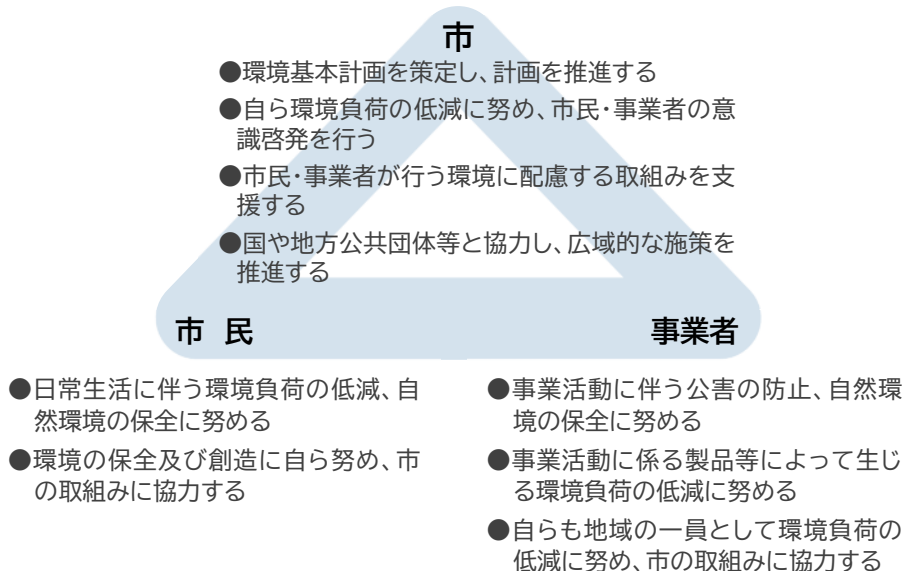 市
●環境基本計画を策定し、計画を推進する
●自ら環境負荷の低減に努め、市民・事業者の意
識啓発を行う
●市民・事業者が行う環境に配慮する取組みを支
援する
●国や地方公共団体等と協力し、広域的な施策を
推進する
市 民
●日常生活に伴う環境負荷の低減、自
然環境の保全に努める
●環境の保全及び創造に自ら努め、市
の取組みに協力する
事業者
●事業活動に伴う公害の防止、自然環
境の保全に努める
●事業活動に係る製品等によって生じ
る環境負荷の低減に努める
●自らも地域の一員として環境負荷の
低減に努め、市の取組みに協力する